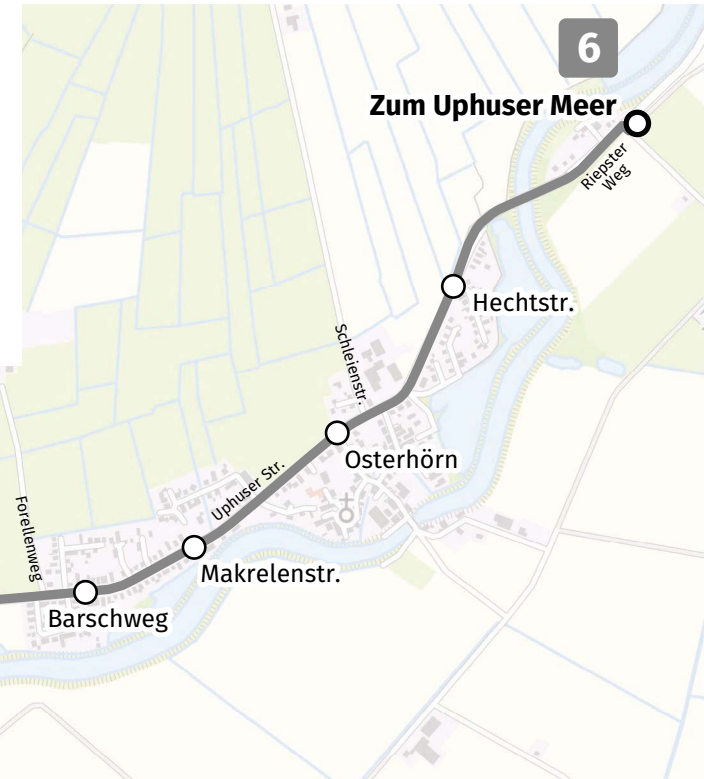 6
Zum Uphuser Meer
Riepster
Weg
Hechtstr.
Schleienstr.
Osterhörn
Uphuser Str.
Forellenweg
Makrelenstr.
Barschweg